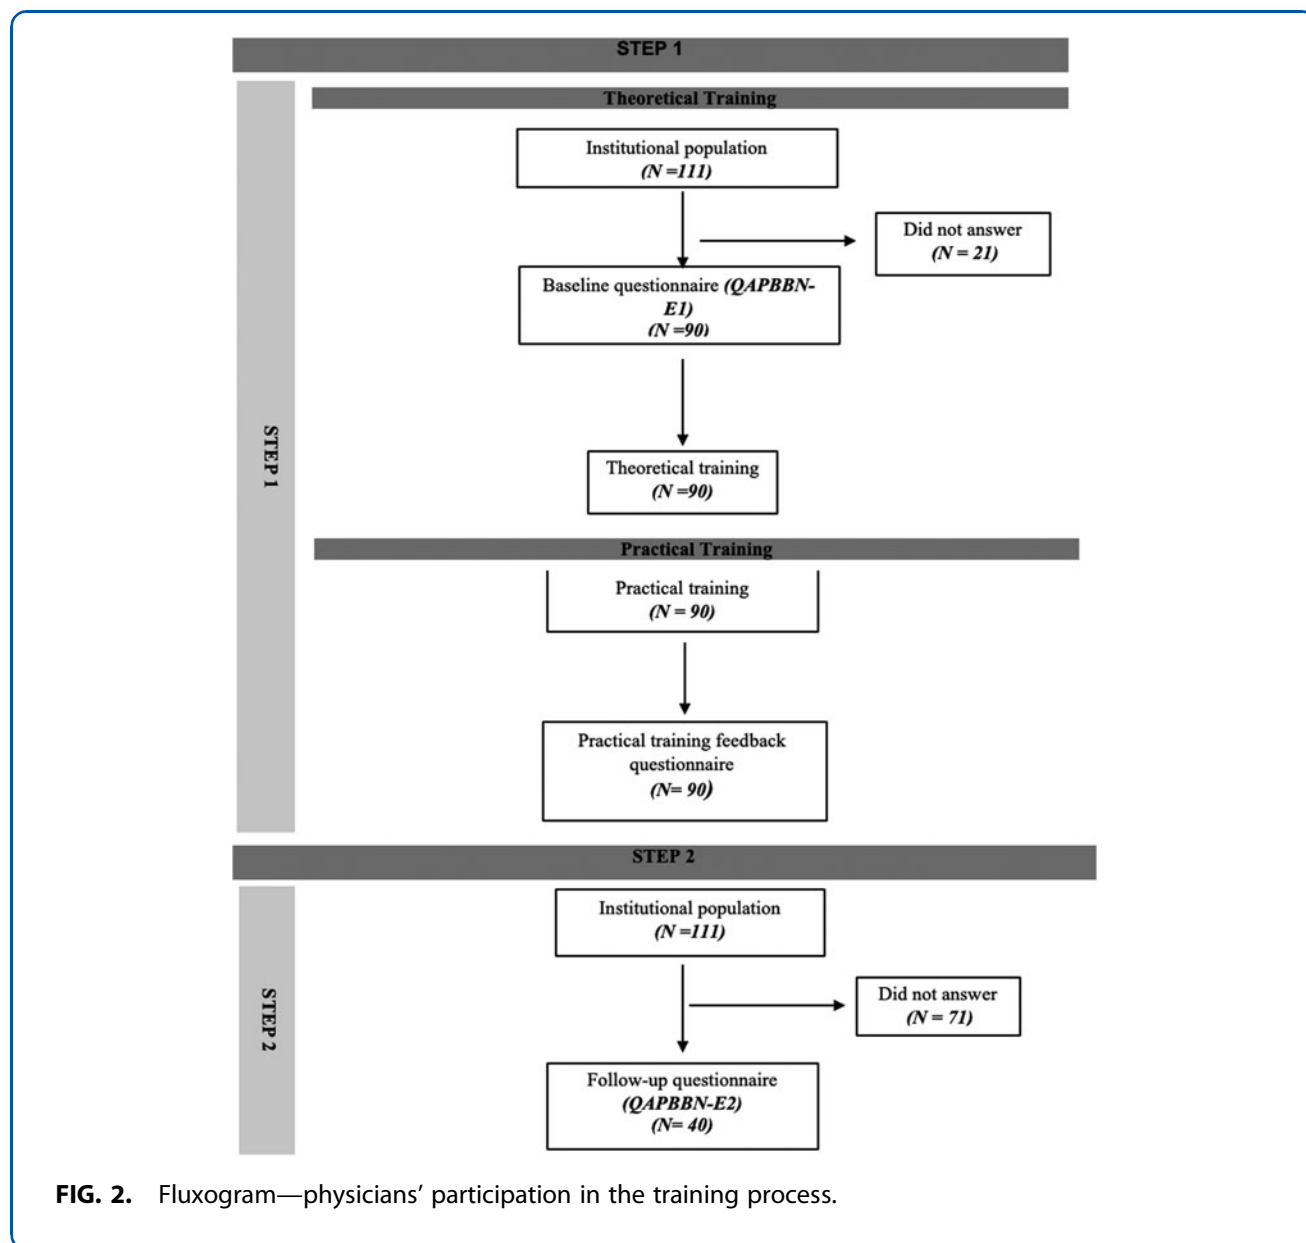 STEP 1
Theoretical Training
Institutional population
(N =111)
Did not answer
(N = 21)
Baseline questionnaire (QAPBBN-
E1)
(N =90)
STEP 1
Theoretical training
(N =90)
Practical Training
Practical training
(N = 90)
Practical training feedback
questionnaire
(N= 90)
STEP 2
Institutional population
(N =111)
Did not answer
(N = 71)
STEP 2
Follow-up questionnaire
(QAPBBN-E2)
(N= 40)
FIG. 2. Fluxogram—physicians’ participation in the training process.